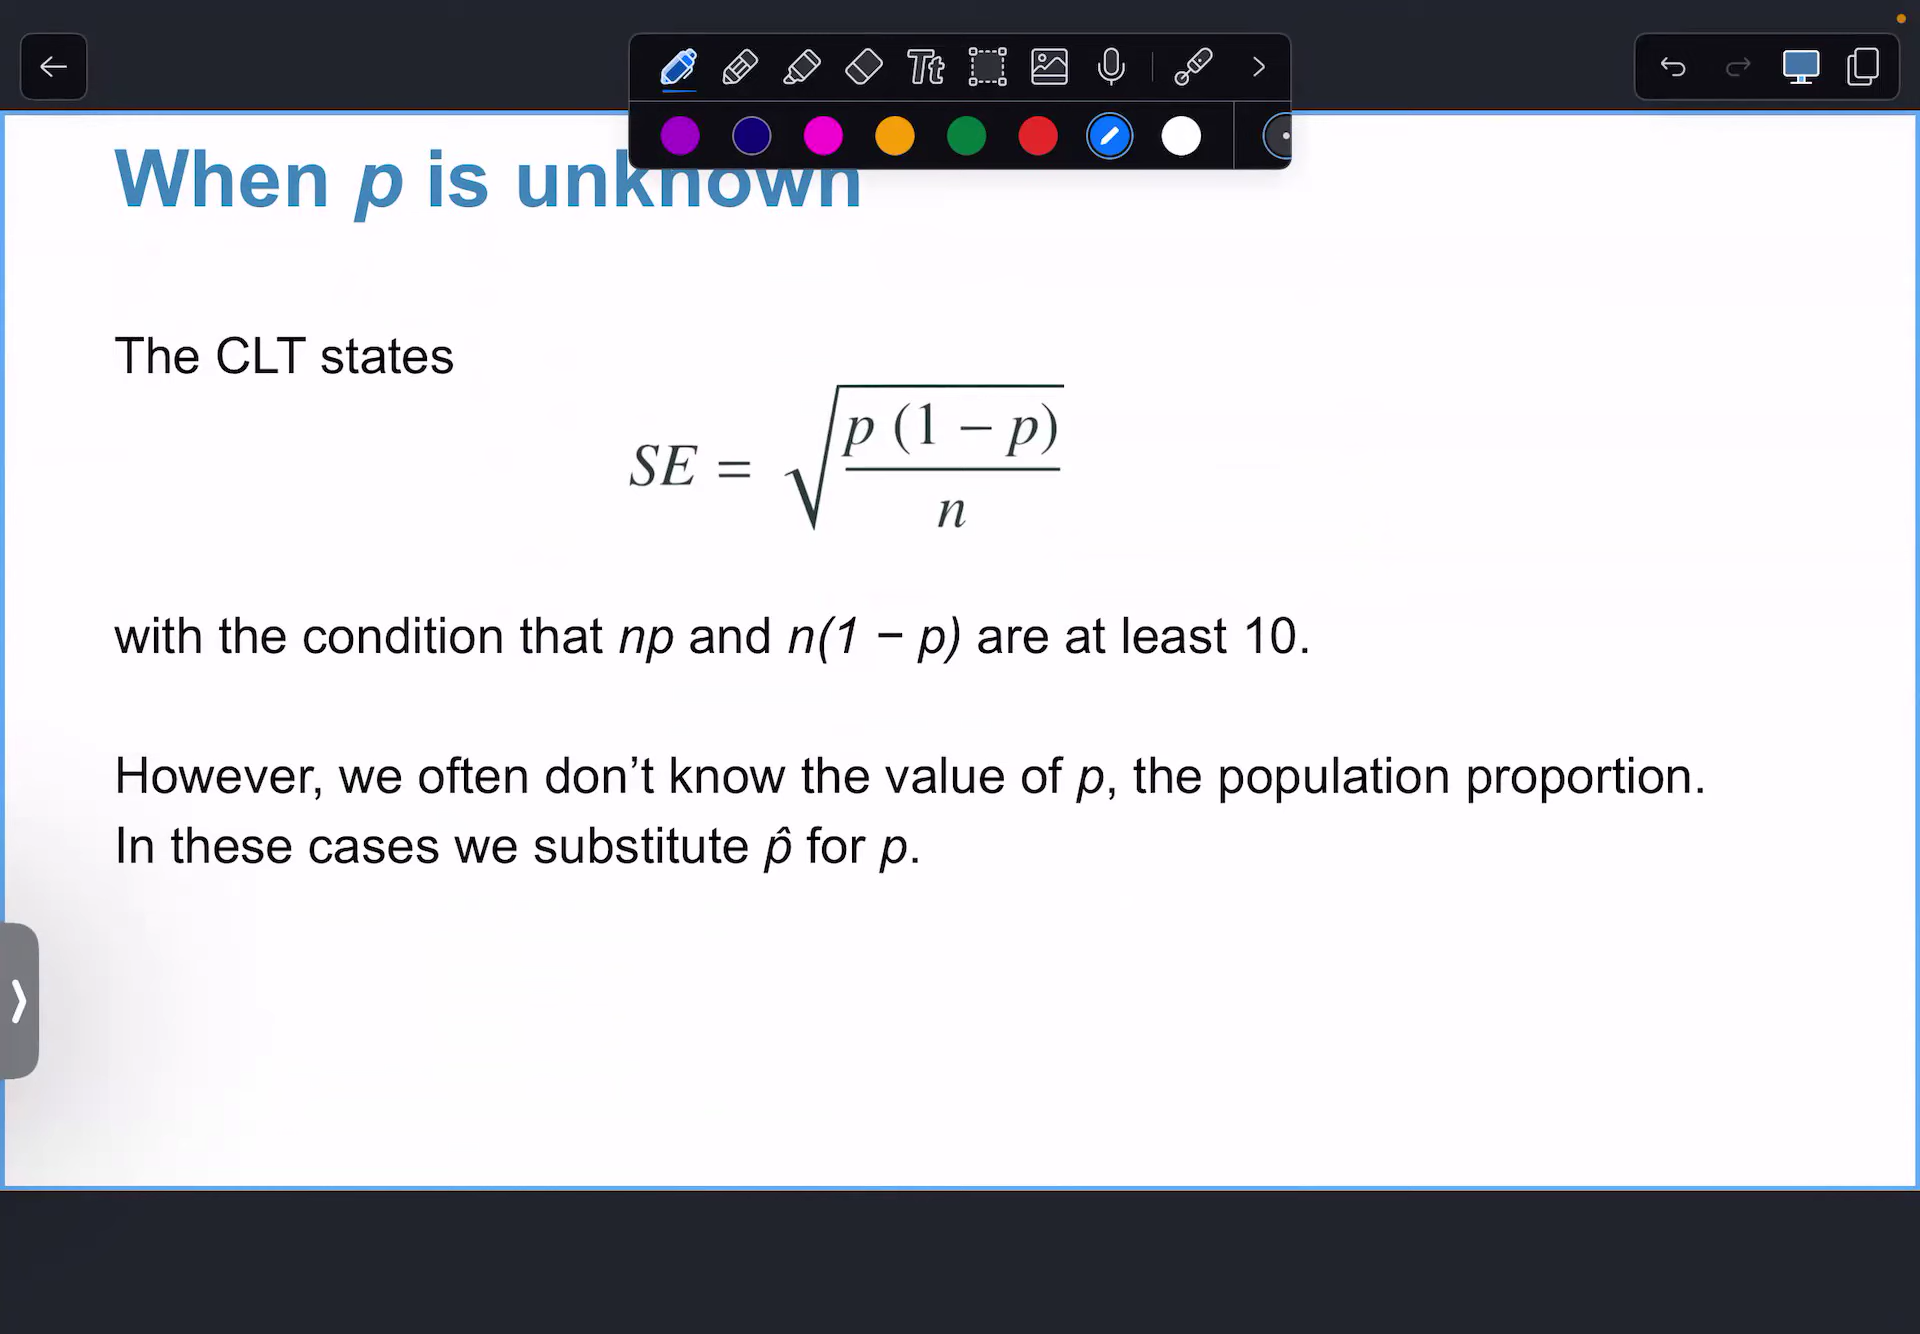 Tt
When p is unknown
The CLT states
SE = √(p (1 − p) / n)
with the condition that np and n(1 − p) are at least 10.
However, we often don’t know the value of p, the population proportion.
In these cases we substitute p̂ for p.